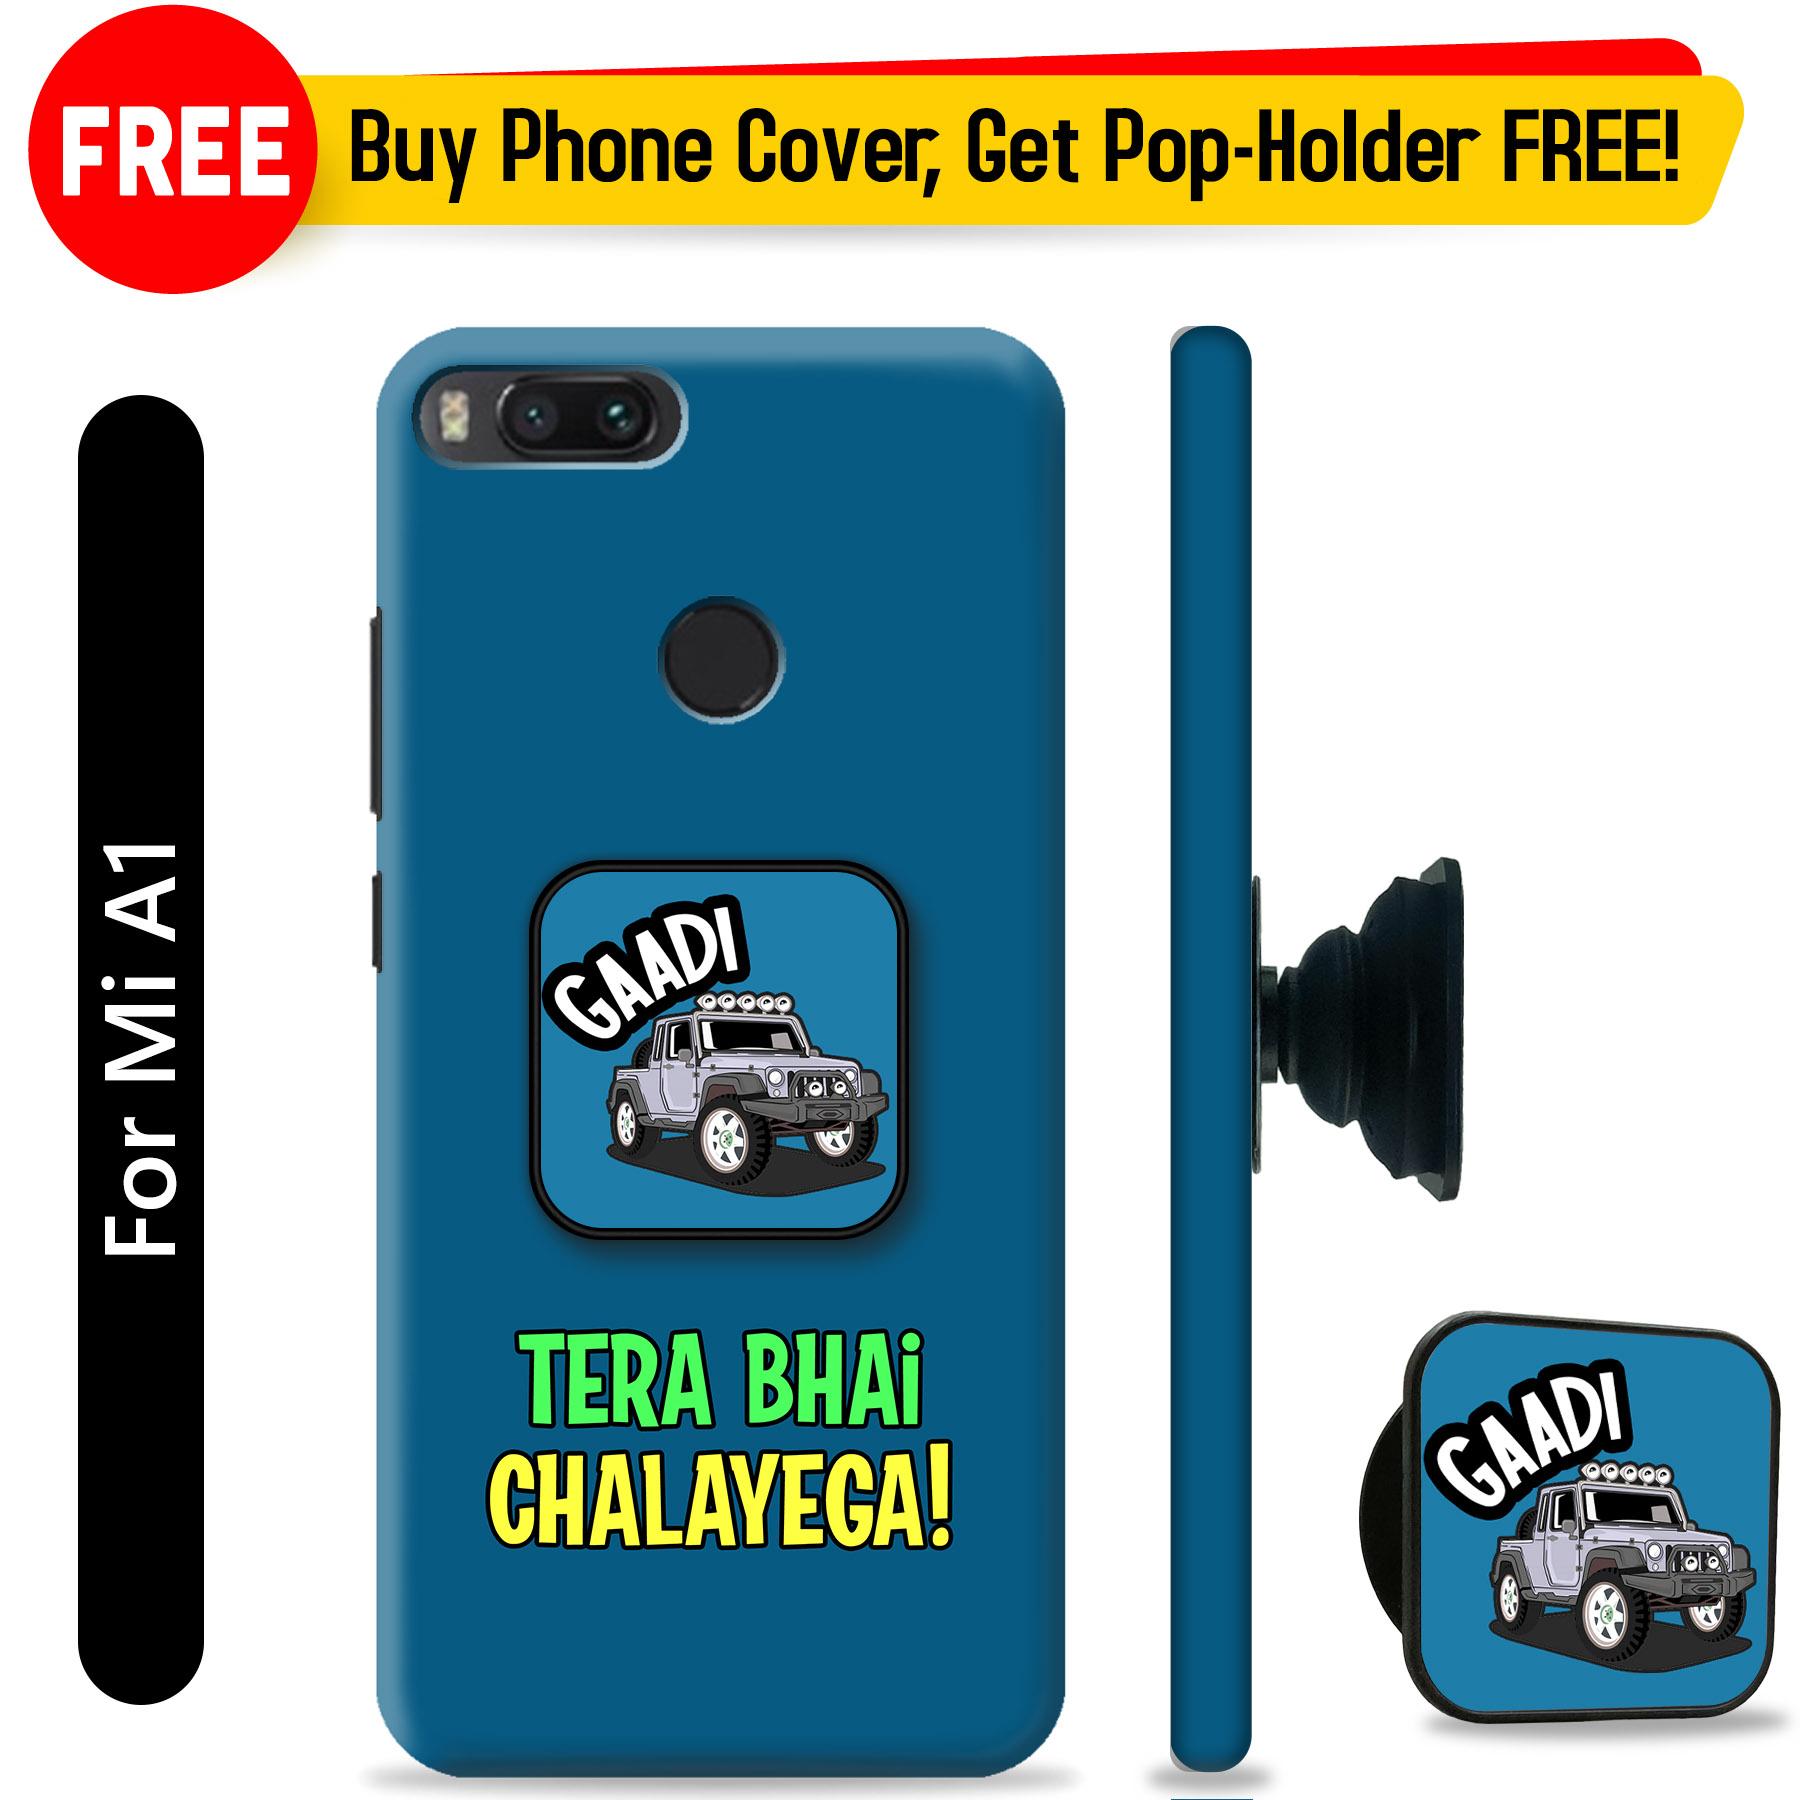 FREE
Buy Phone Cover, Get Pop-Holder FREE!
For Mi A1
GAADI
TERA BHAi
CHALAYEGA!
GAADI